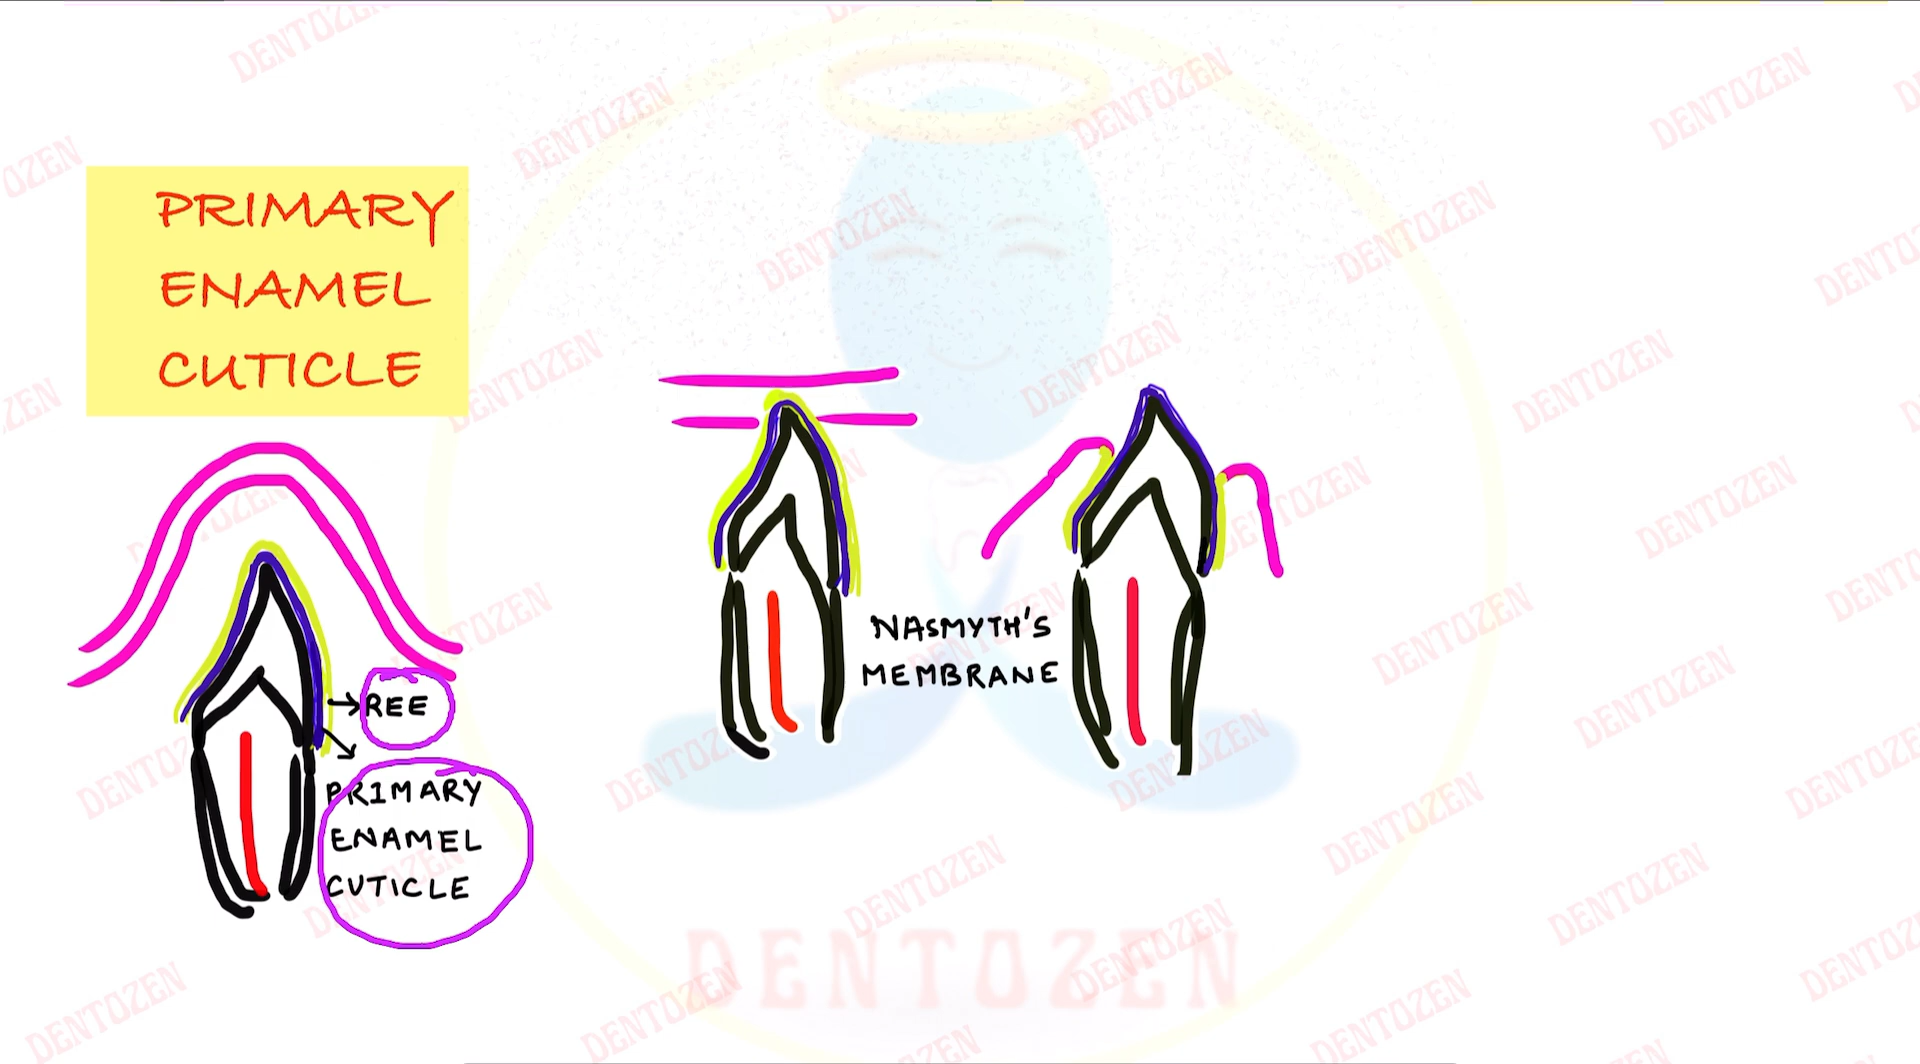 PRIMARY
ENAMEL
CUTICLE
REE
PRIMARY
ENAMEL
CUTICLE
NASMYTH'S
MEMBRANE
DENTOZEN